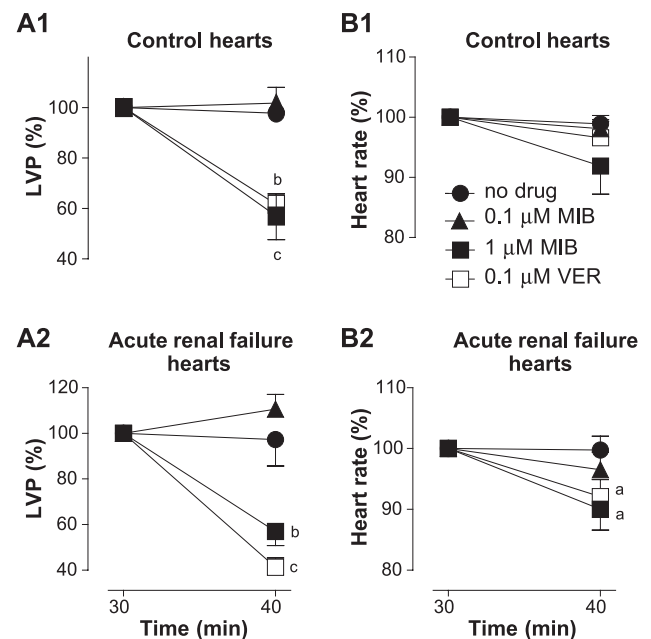 A1
Control hearts
LVP (%)
100
80
60
40
b
c
B1
Control hearts
Heart rate (%)
110
100
90
80
no drug
0.1 μM MIB
1 μM MIB
0.1 μM VER
A2
Acute renal failure
hearts
LVP (%)
120
100
80
60
40
b
c
30
40
Time (min)
B2
Acute renal failure
hearts
Heart rate (%)
110
100
90
80
a
a
30
40
Time (min)